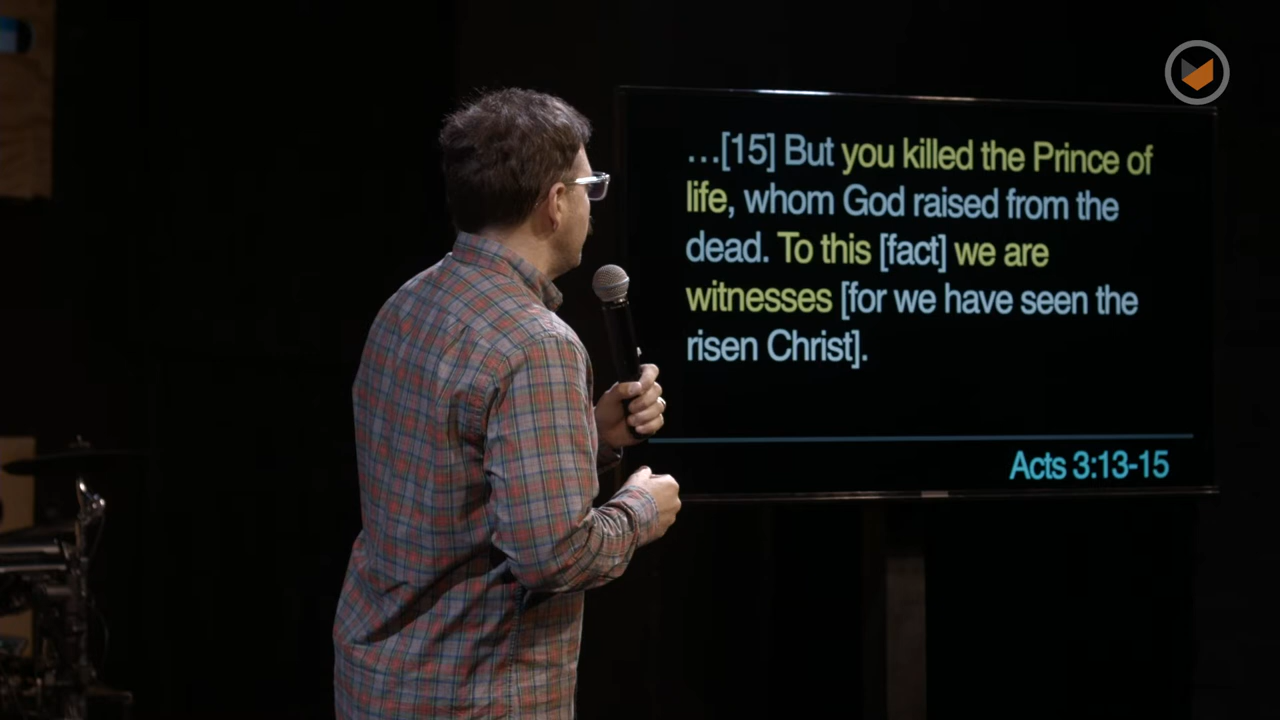 …[15] But you killed the Prince of
life, whom God raised from the
dead. To this [fact] we are
witnesses [for we have seen the
risen Christ].
Acts 3:13-15